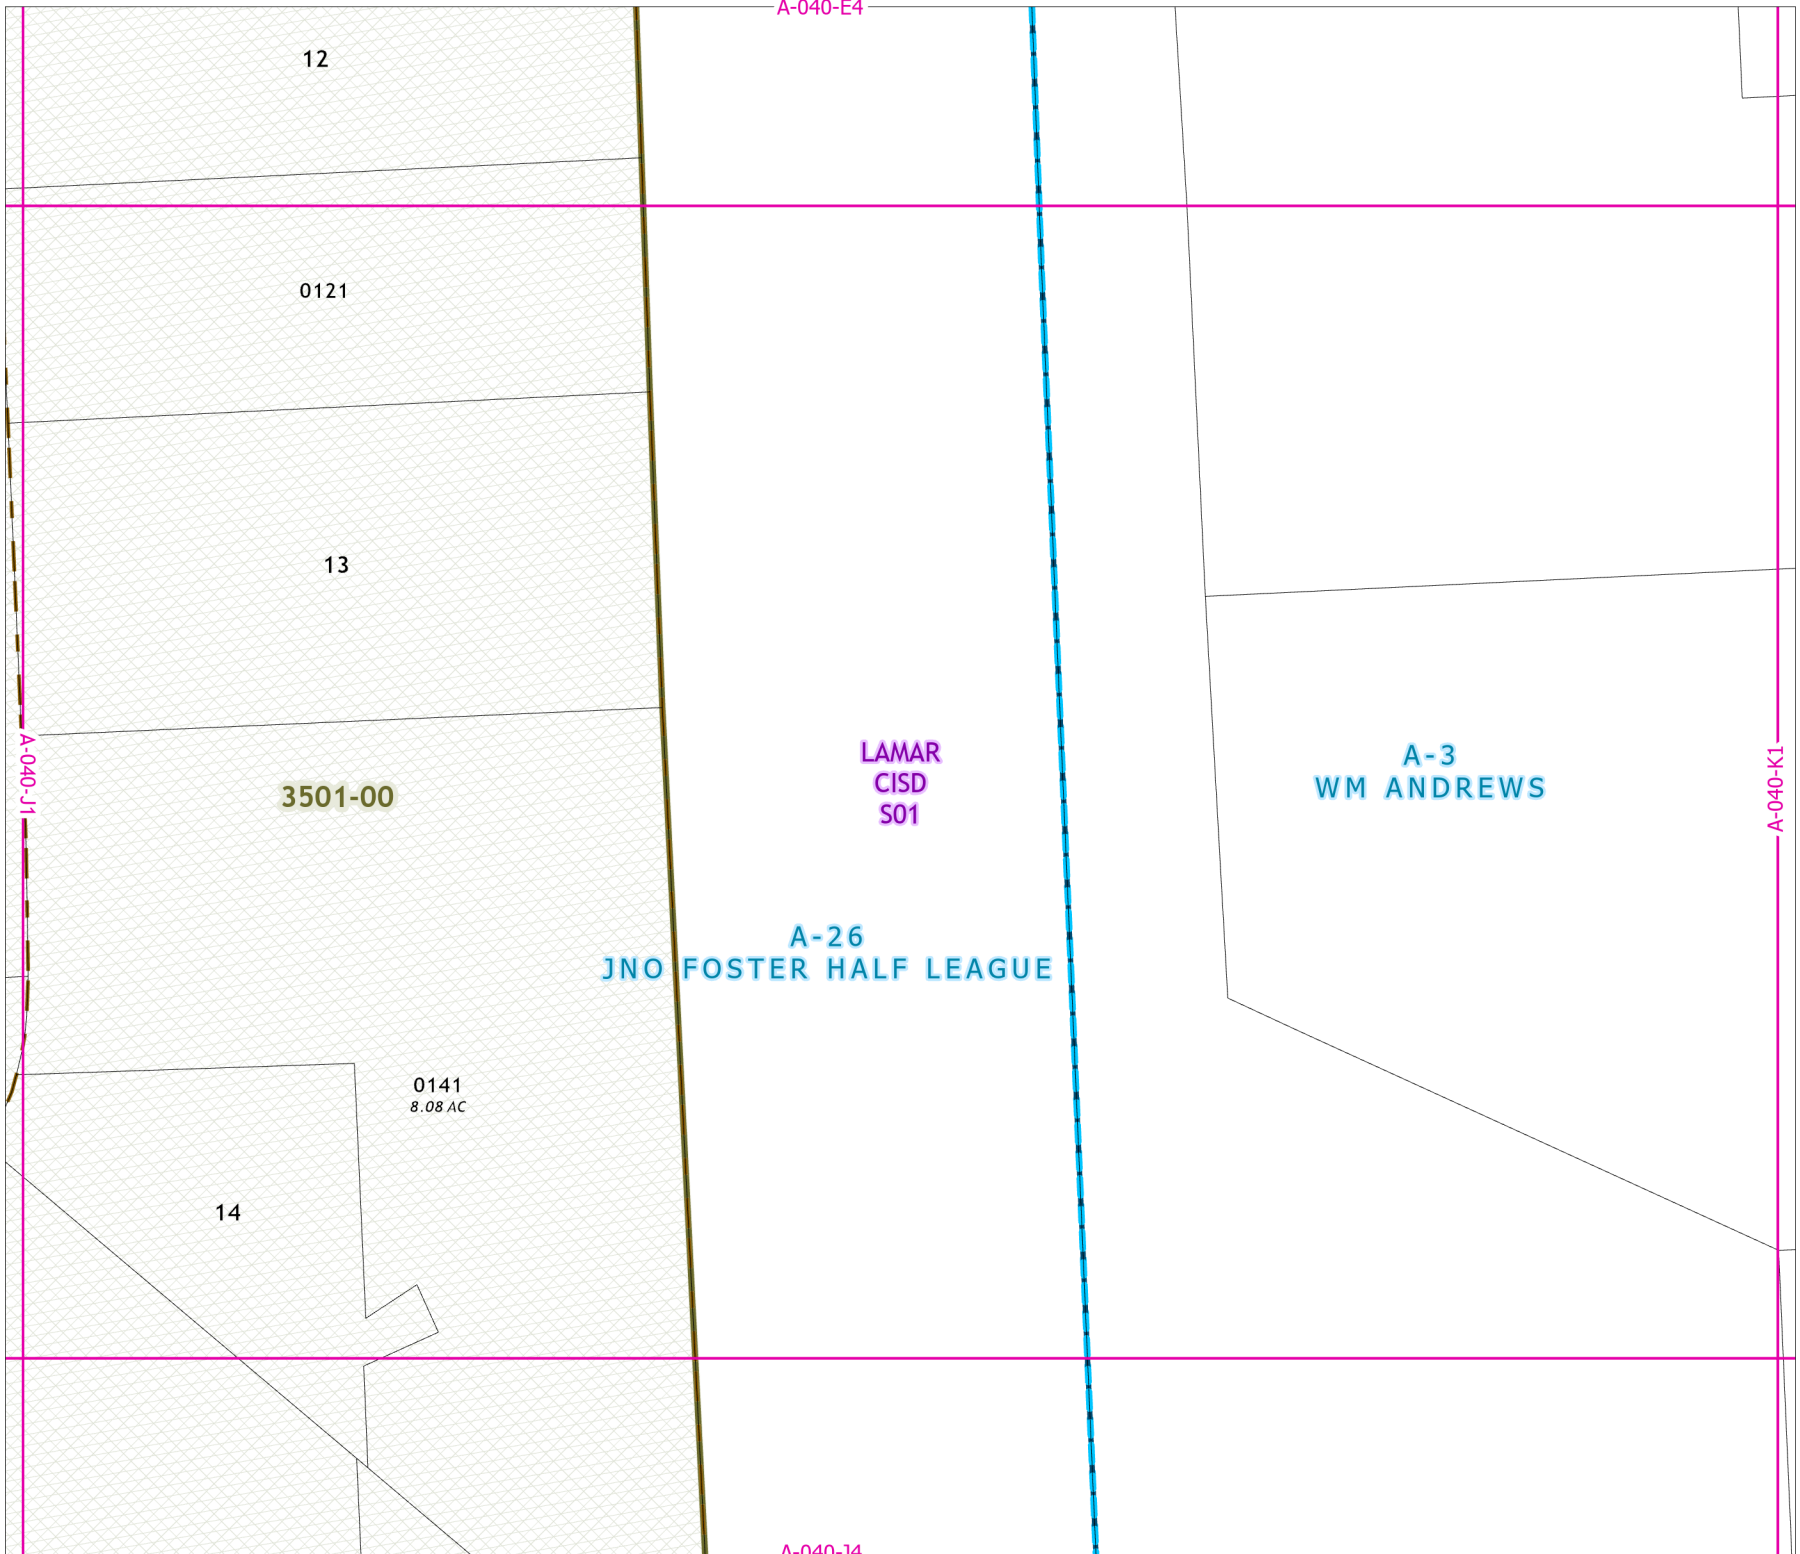 A-040-E4
12
0121
13
A-040-J1
3501-00
LAMAR
CISD
S01
A-3
WM ANDREWS
A-040-K1
A-26
JNO FOSTER HALF LEAGUE
0141
8.08 AC
14
A-040-J4